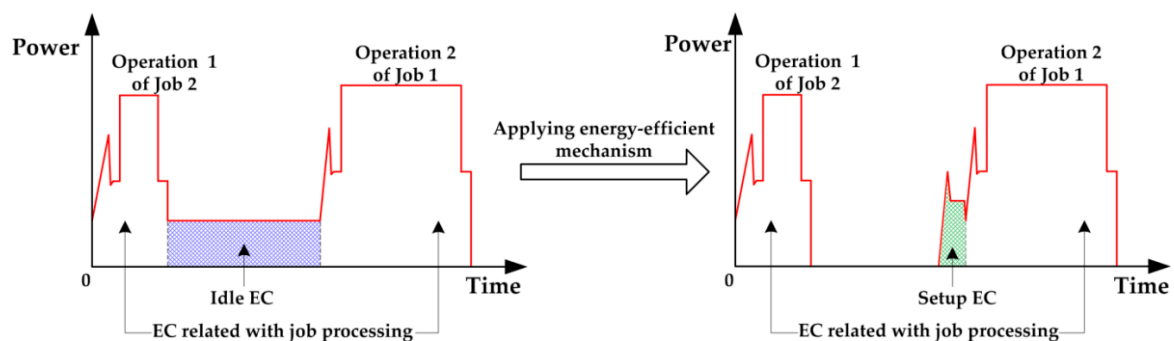 Power
Operation 1
of Job 2
Operation 2
of Job 1
0
Time
Idle EC
EC related with job processing
Applying energy-efficient
mechanism
Power
Operation 1
of Job 2
Operation 2
of Job 1
0
Time
Setup EC
EC related with job processing